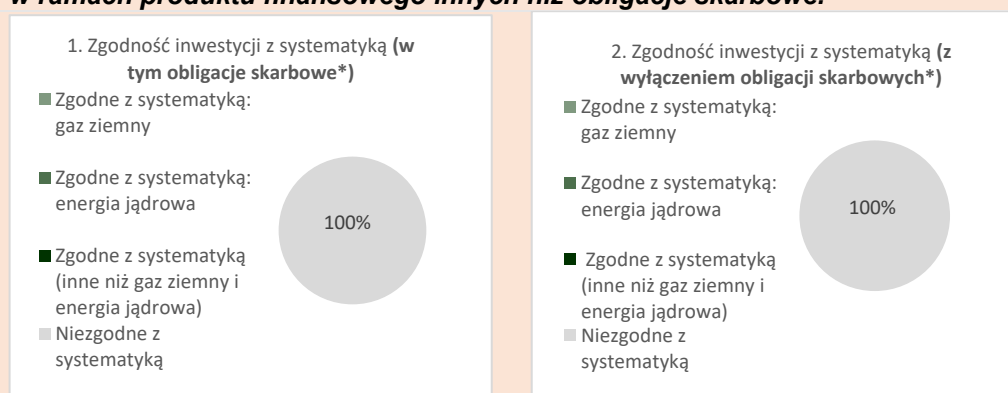 w ramach produktu finansowego innych niż obligacje skarbowe.
1. Zgodność inwestycji z systematyką (w
tym obligacje skarbowe*)
Zgodne z systematyką:
gaz ziemny
Zgodne z systematyką:
energia jądrowa
Zgodne z systematyką
(inne niż gaz ziemny i
energia jądrowa)
Niezgodne z
systematyką
100%
2. Zgodność inwestycji z systematyką (z
wyłączeniem obligacji skarbowych*)
Zgodne z systematyką:
gaz ziemny
Zgodne z systematyką:
energia jądrowa
Zgodne z systematyką
(inne niż gaz ziemny i
energia jądrowa)
Niezgodne z
systematyką
100%